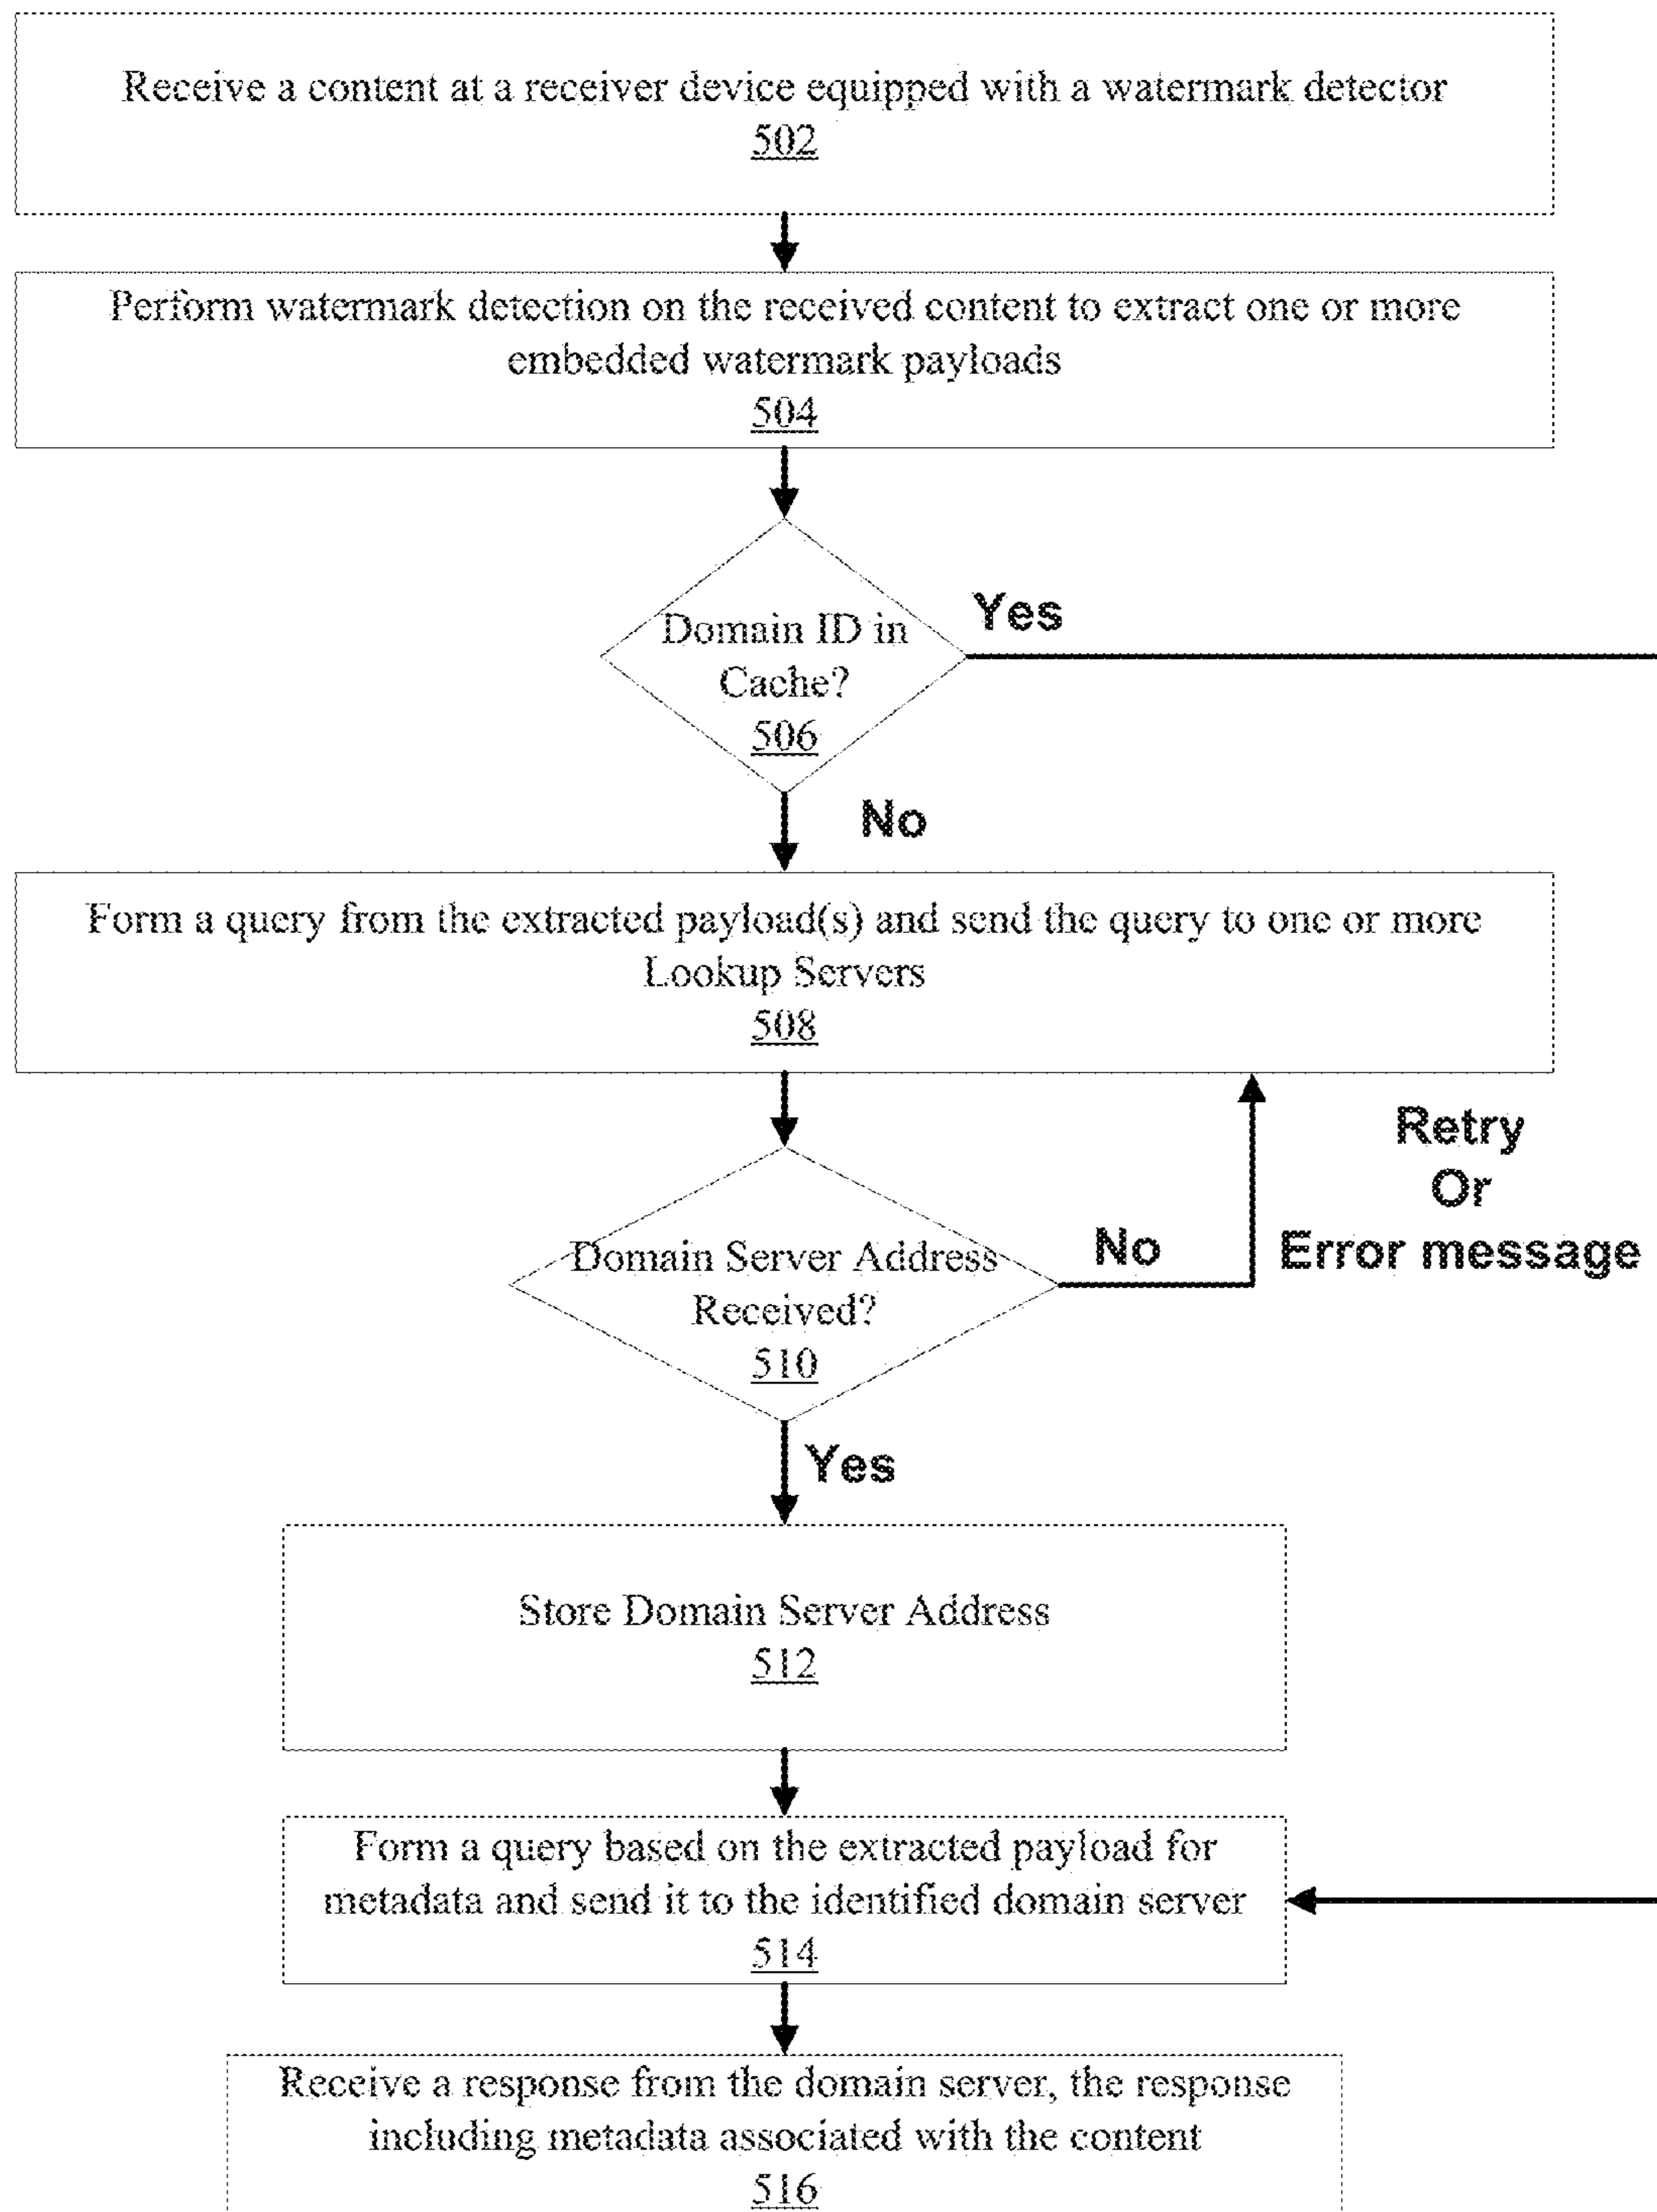 Receive a content at a receiver device equipped with a watermark detector
502
Perform watermark detection on the received content to extract one or more
embedded watermark payloads
504
Domain ID in
Cache?
506
Yes
No
Form a query from the extracted payload(s) and send the query to one or more
Lookup Servers
508
Retry
Or
Error message
Domain Server Address
Received?
510
No
Yes
Store Domain Server Address
512
Form a query based on the extracted payload for
metadata and send it to the identified domain server
514
Receive a response from the domain server, the response
including metadata associated with the content
516